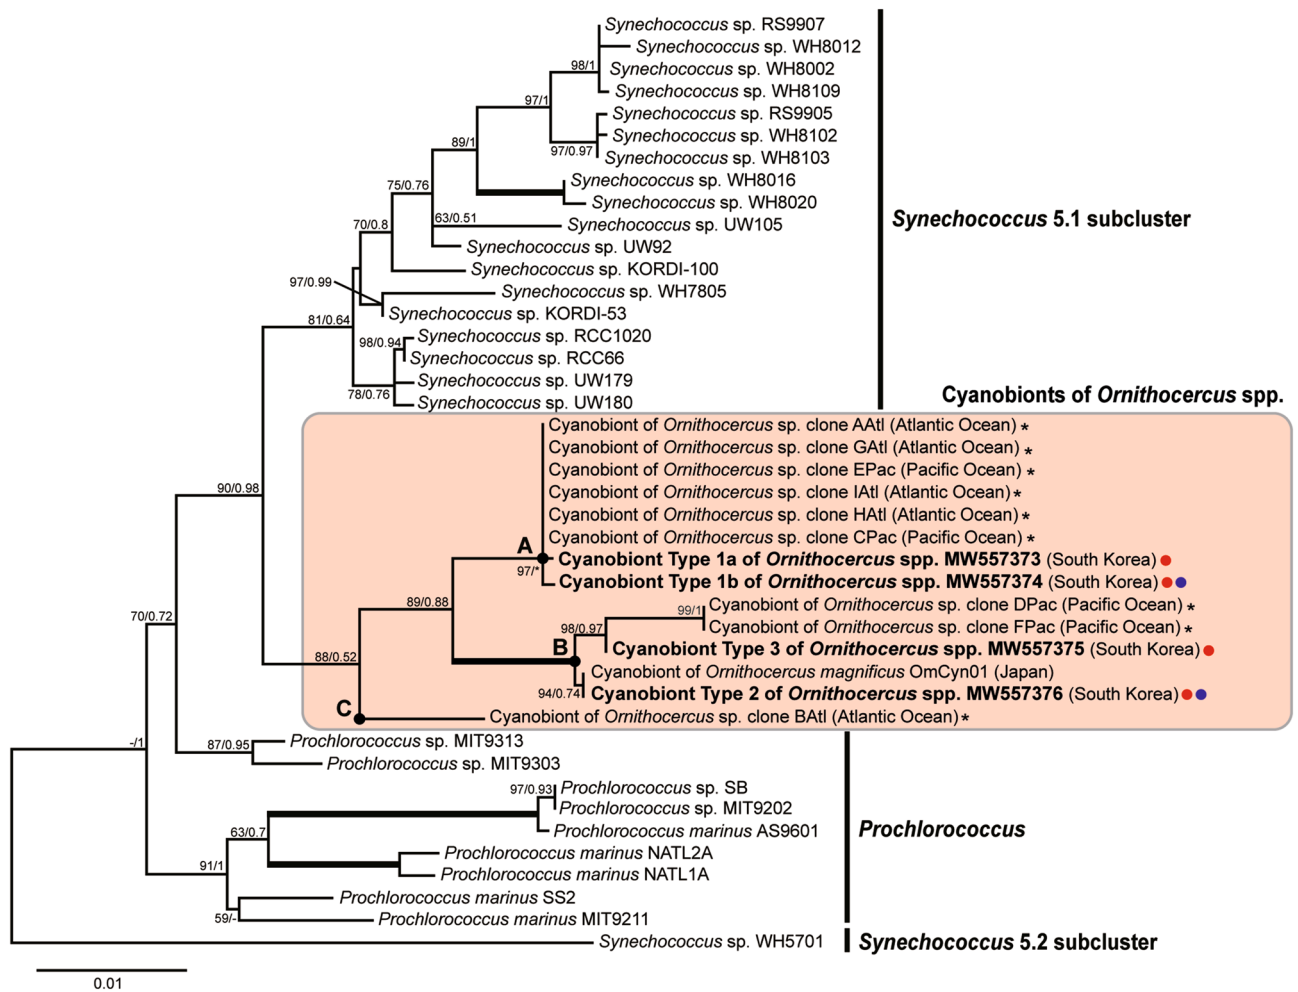 Synechococcus sp. RS9907
Synechococcus sp. WH8012
98/1
Synechococcus sp. WH8002
Synechococcus sp. WH8109
97/1
Synechococcus sp. RS9905
Synechococcus sp. WH8102
89/1
97/0.97
Synechococcus sp. WH8103
Synechococcus sp. WH8016
75/0.76
Synechococcus sp. WH8020
63/0.51
Synechococcus sp. UW105
Synechococcus 5.1 subcluster
70/0.8
Synechococcus sp. UW92
Synechococcus sp. KORDI-100
97/0.99
Synechococcus sp. WH7805
Synechococcus sp. KORDI-53
81/0.64
Synechococcus sp. RCC1020
98/0.94
Synechococcus sp. RCC66
Synechococcus sp. UW179
78/0.76
Synechococcus sp. UW180
Cyanobionts of Ornithocercus spp.
Cyanobiont of Ornithocercus sp. clone AAtl (Atlantic Ocean) *
Cyanobiont of Ornithocercus sp. clone GAtl (Atlantic Ocean) *
Cyanobiont of Ornithocercus sp. clone EPac (Pacific Ocean) *
90/0.98
Cyanobiont of Ornithocercus sp. clone IAtl (Atlantic Ocean) *
Cyanobiont of Ornithocercus sp. clone HAtl (Atlantic Ocean) *
Cyanobiont of Ornithocercus sp. clone CPac (Pacific Ocean) *
A
Cyanobiont Type 1a of Ornithocercus spp. MW557373 (South Korea)
97/*
Cyanobiont Type 1b of Ornithocercus spp. MW557374 (South Korea)
89/0.88
99/1
Cyanobiont of Ornithocercus sp. clone DPac (Pacific Ocean) *
70/0.72
98/0.97
Cyanobiont of Ornithocercus sp. clone FPac (Pacific Ocean) *
B
Cyanobiont Type 3 of Ornithocercus spp. MW557375 (South Korea)
88/0.52
Cyanobiont of Ornithocercus magnificus OmCyn01 (Japan)
94/0.74
Cyanobiont Type 2 of Ornithocercus spp. MW557376 (South Korea)
C
Cyanobiont of Ornithocercus sp. clone BAtl (Atlantic Ocean) *
-/1
87/0.95
Prochlorococcus sp. MIT9313
Prochlorococcus sp. MIT9303
97/0.93
Prochlorococcus sp. SB
Prochlorococcus sp. MIT9202
63/0.7
Prochlorococcus marinus AS9601
Prochlorococcus
Prochlorococcus marinus NATL2A
91/1
Prochlorococcus marinus NATL1A
Prochlorococcus marinus SS2
59/-
Prochlorococcus marinus MIT9211
Synechococcus sp. WH5701
Synechococcus 5.2 subcluster
0.01